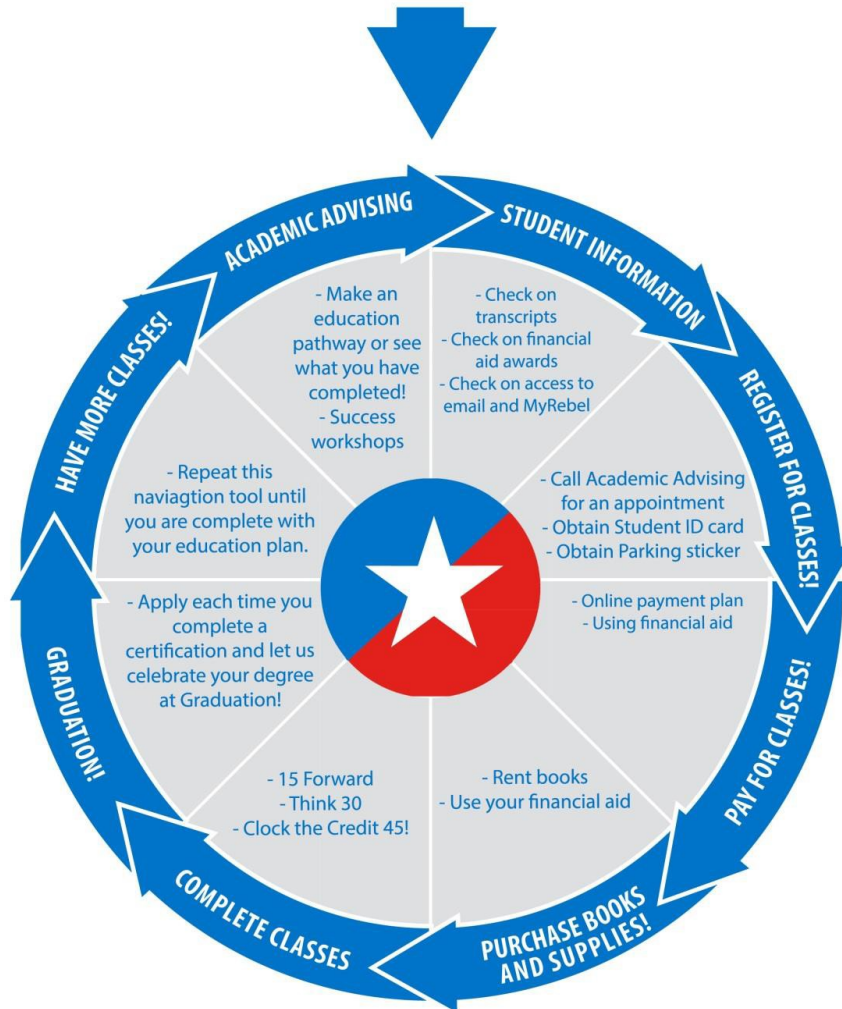 STUDENT INFORMATION
- Check on
transcripts
- Check on financial
aid awards
- Check on access to
email and MyRebel
REGISTER FOR CLASSES!
- Call Academic Advising
for an appointment
- Obtain Student ID card
- Obtain Parking sticker
PAY FOR CLASSES!
- Online payment plan
- Using financial aid
PURCHASE BOOKS
AND SUPPLIES!
- Rent books
- Use your financial aid
COMPLETE CLASSES
- 15 Forward
- Think 30
- Clock the Credit 45!
GRADUATION!
- Apply each time you
complete a
certification and let us
celebrate your degree
at Graduation!
HAVE MORE CLASSES!
- Repeat this
naviagtion tool until
you are complete with
your education plan.
ACADEMIC ADVISING
- Make an
education
pathway or see
what you have
completed!
- Success
workshops